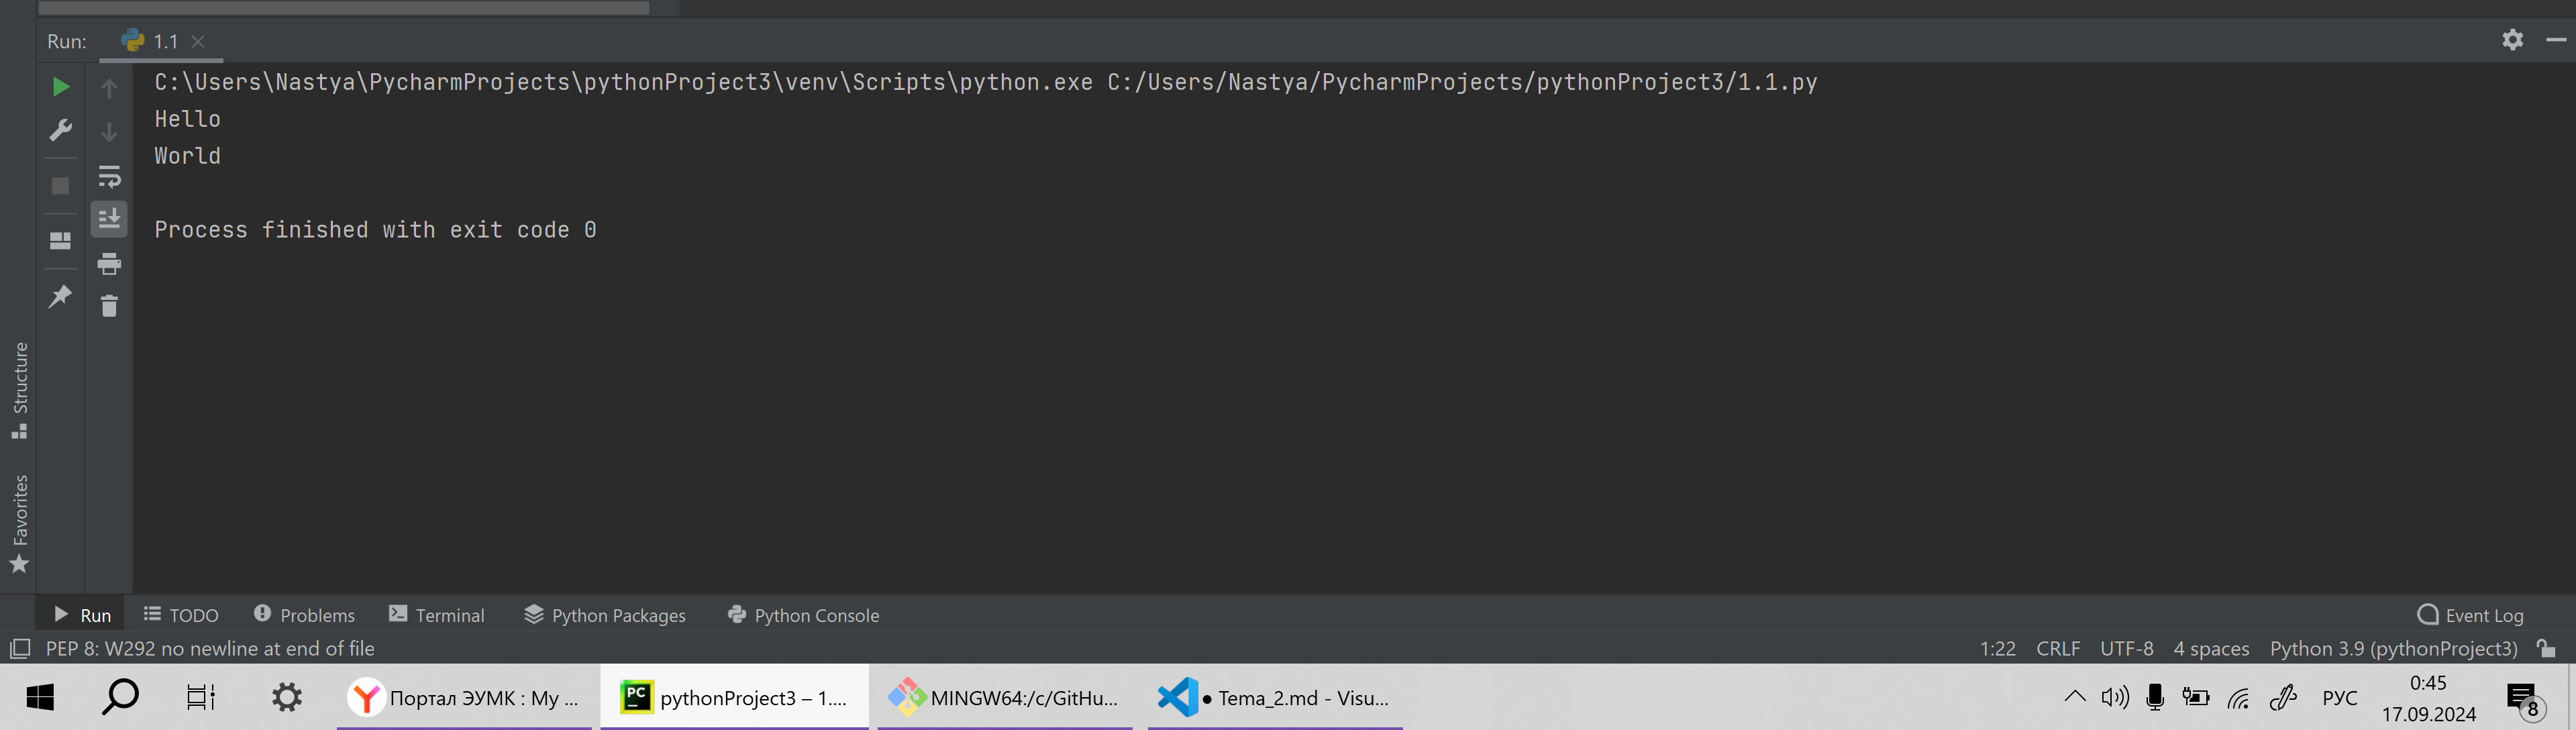 Run: 1.1
C:\Users\Nastya\PycharmProjects\pythonProject3\venv\Scripts\python.exe C:/Users/Nastya/PycharmProjects/pythonProject3/1.1.py
Hello
World
Process finished with exit code 0
Structure
Favorites
Run TODO Problems Terminal Python Packages Python Console Event Log
PEP 8: W292 no newline at end of file 1:22 CRLF UTF-8 4 spaces Python 3.9 (pythonProject3)
Портал ЭУМК : My ... PC pythonProject3 – 1.... MINGW64:/c/GitHu... ● Tema_2.md - Visu... РУС 0:45
17.09.2024 8